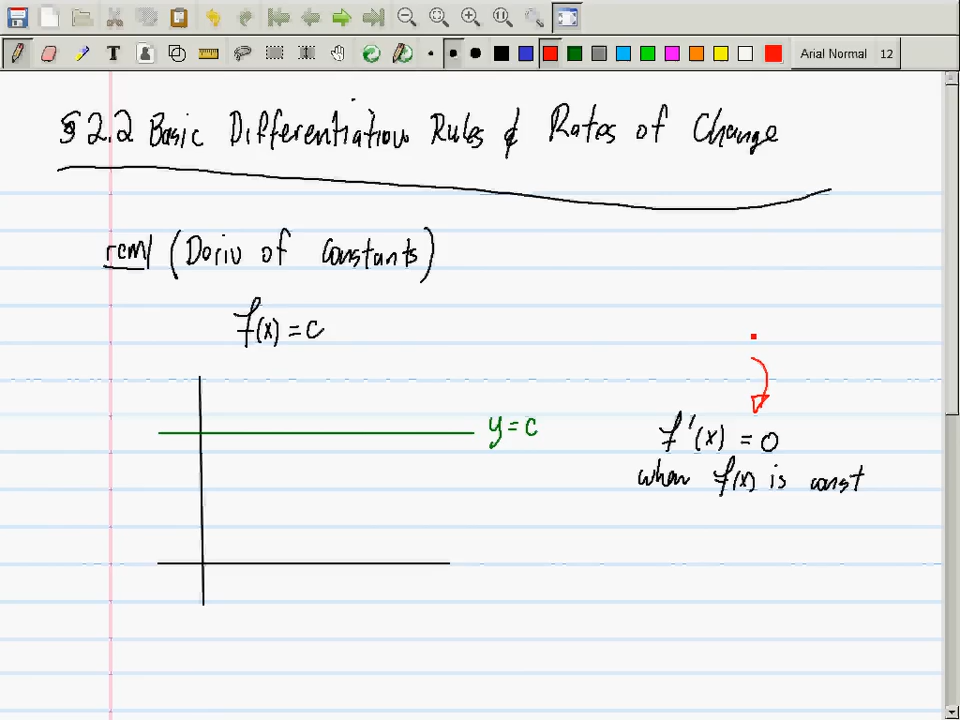 Arial Normal 12
§ 2.2 Basic Differentiation Rules & Rates of Change
rem/ (Deriv of constants)
f(x) = c
y = c
f'(x) = 0
when f(x) is const